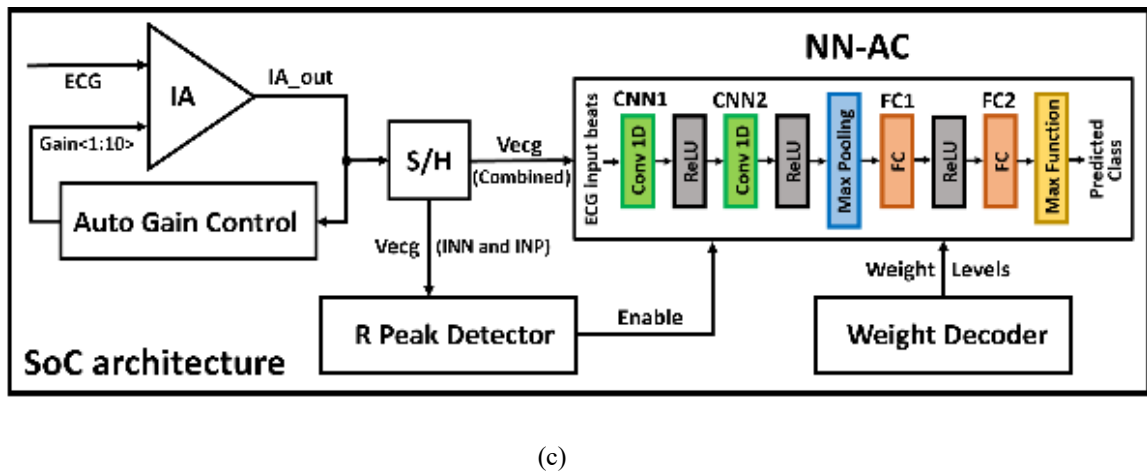 NN-AC
ECG
IA
IA_out
Gain<1:10>
Auto Gain Control
S/H
Vecg
(Combined)
Vecg (INN and INP)
R Peak Detector
Enable
ECG Input beats
CNN1
Conv 1D
ReLU
CNN2
Conv 1D
ReLU
Max Pooling
FC1
FC
ReLU
FC2
FC
Max Function
Predicted
Class
Weight Levels
Weight Decoder
SoC architecture
(c)